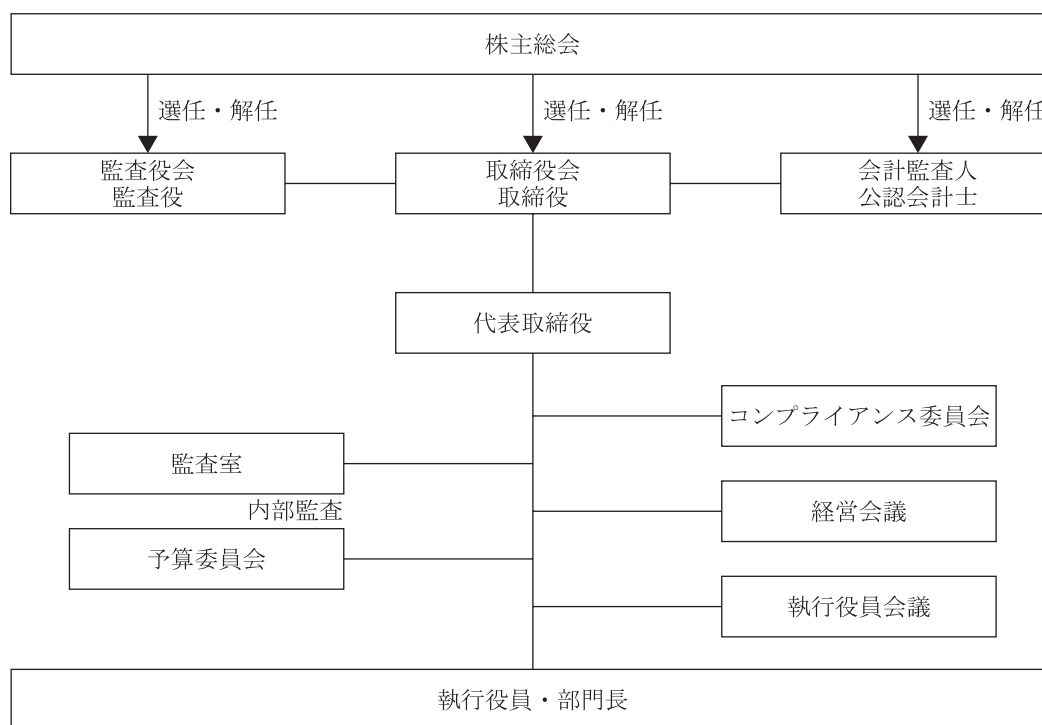 株主総会
選任・解任
選任・解任
選任・解任
監査役会
監査役
取締役会
取締役
会計監査人
公認会計士
代表取締役
コンプライアンス委員会
監査室
内部監査
経営会議
予算委員会
執行役員会議
執行役員・部門長